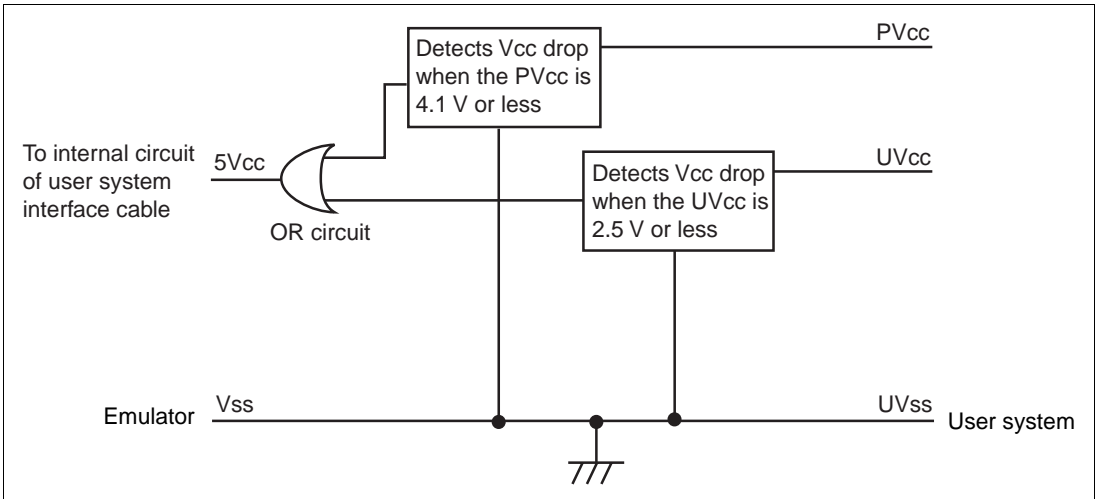 Detects Vcc drop
when the PVcc is
4.1 V or less
PVcc
To internal circuit
of user system
interface cable
5Vcc
OR circuit
Detects Vcc drop
when the UVcc is
2.5 V or less
UVcc
Emulator
Vss
UVss
User system